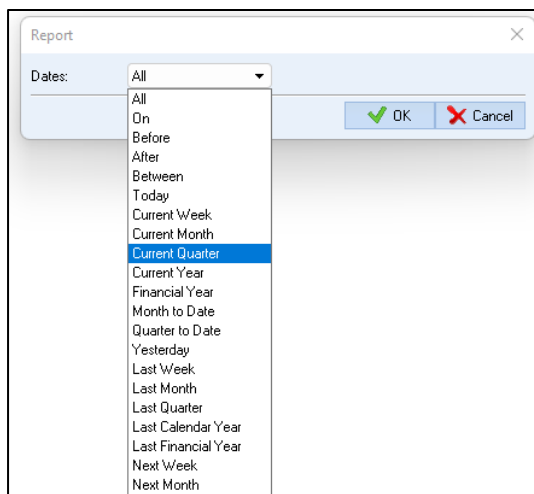 Report
Dates: All
All
On
OK Cancel
Before
After
Between
Today
Current Week
Current Month
Current Quarter
Current Year
Financial Year
Month to Date
Quarter to Date
Yesterday
Last Week
Last Month
Last Quarter
Last Calendar Year
Last Financial Year
Next Week
Next Month